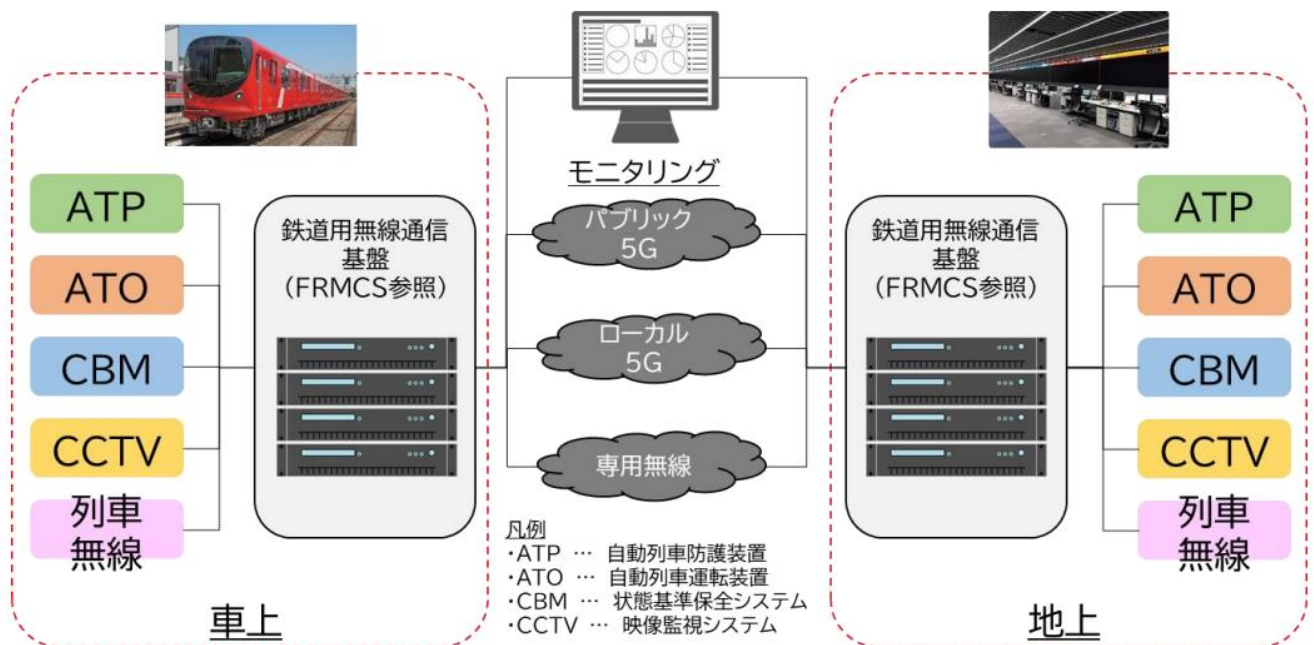 モニタリング
パブリック
5G
ローカル
5G
専用無線
ATP
ATO
CBM
CCTV
列車
無線
鉄道用無線通信
基盤
(FRMCS参照)
車上
鉄道用無線通信
基盤
(FRMCS参照)
ATP
ATO
CBM
CCTV
列車
無線
地上
凡例
・ATP … 自動列車防護装置
・ATO … 自動列車運転装置
・CBM … 状態基準保全システム
・CCTV … 映像監視システム